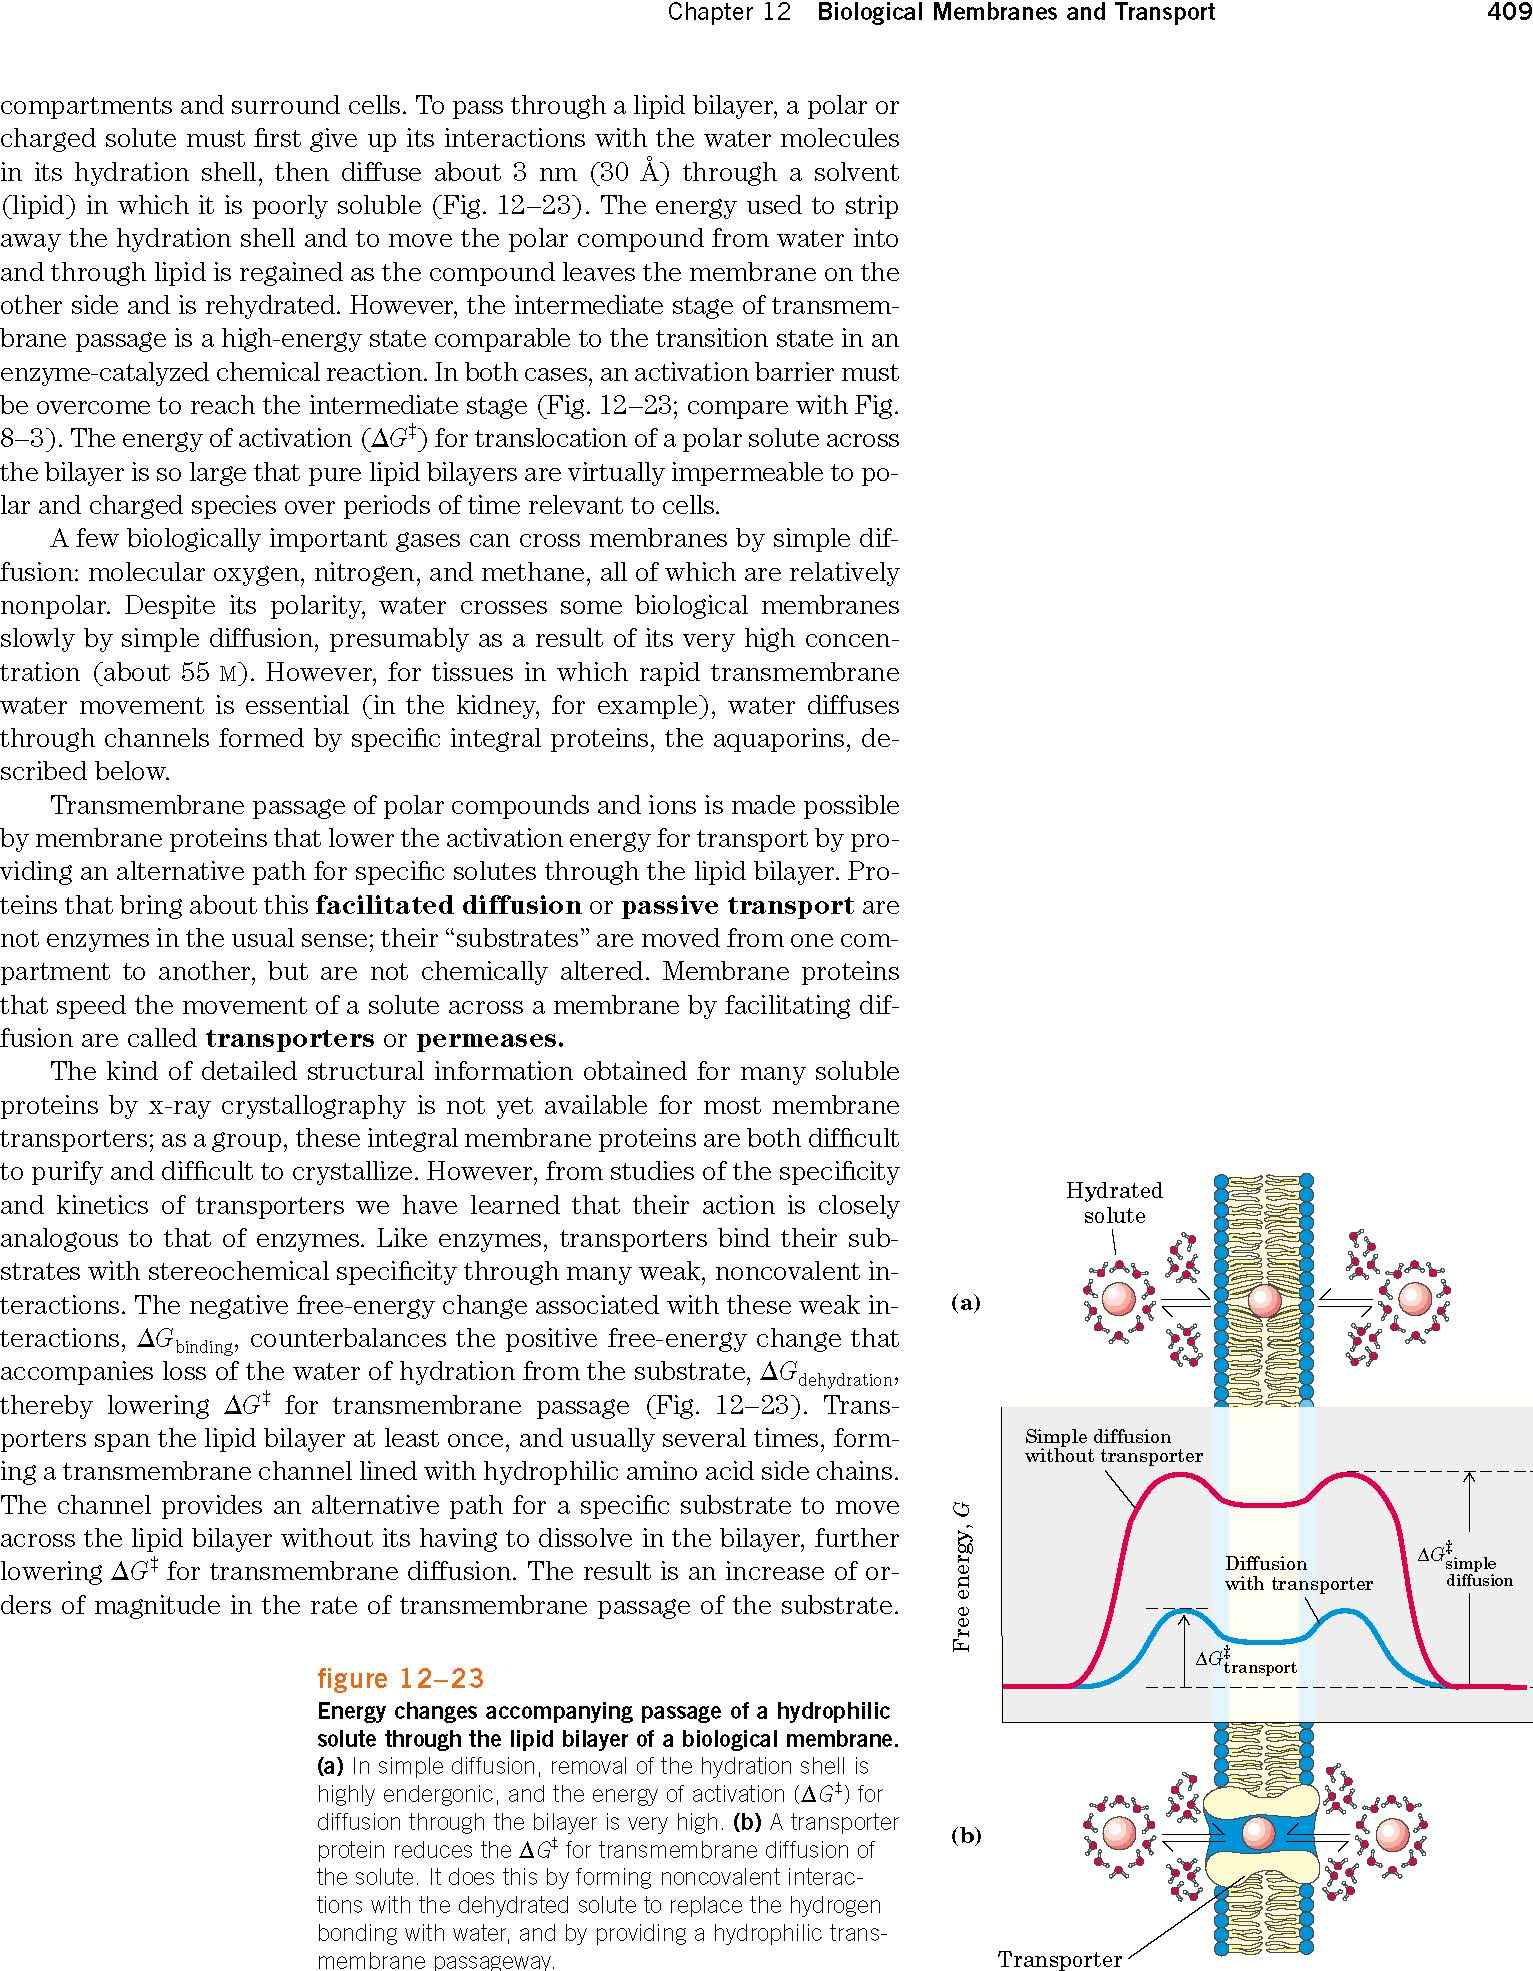 Chapter 12 Biological Membranes and Transport 409
compartments and surround cells. To pass through a lipid bilayer, a polar or
charged solute must first give up its interactions with the water molecules
in its hydration shell, then diffuse about 3 nm (30 Å) through a solvent
(lipid) in which it is poorly soluble (Fig. 12–23). The energy used to strip
away the hydration shell and to move the polar compound from water into
and through lipid is regained as the compound leaves the membrane on the
other side and is rehydrated. However, the intermediate stage of transmem-
brane passage is a high-energy state comparable to the transition state in an
enzyme-catalyzed chemical reaction. In both cases, an activation barrier must
be overcome to reach the intermediate stage (Fig. 12–23; compare with Fig.
8–3). The energy of activation (ΔG‡) for translocation of a polar solute across
the bilayer is so large that pure lipid bilayers are virtually impermeable to po-
lar and charged species over periods of time relevant to cells.
A few biologically important gases can cross membranes by simple dif-
fusion: molecular oxygen, nitrogen, and methane, all of which are relatively
nonpolar. Despite its polarity, water crosses some biological membranes
slowly by simple diffusion, presumably as a result of its very high concen-
tration (about 55 M). However, for tissues in which rapid transmembrane
water movement is essential (in the kidney, for example), water diffuses
through channels formed by specific integral proteins, the aquaporins, de-
scribed below.
Transmembrane passage of polar compounds and ions is made possible
by membrane proteins that lower the activation energy for transport by pro-
viding an alternative path for specific solutes through the lipid bilayer. Pro-
teins that bring about this facilitated diffusion or passive transport are
not enzymes in the usual sense; their “substrates” are moved from one com-
partment to another, but are not chemically altered. Membrane proteins
that speed the movement of a solute across a membrane by facilitating dif-
fusion are called transporters or permeases.
The kind of detailed structural information obtained for many soluble
proteins by x-ray crystallography is not yet available for most membrane
transporters; as a group, these integral membrane proteins are both difficult
to purify and difficult to crystallize. However, from studies of the specificity
and kinetics of transporters we have learned that their action is closely
analogous to that of enzymes. Like enzymes, transporters bind their sub-
strates with stereochemical specificity through many weak, noncovalent in-
teractions. The negative free-energy change associated with these weak in-
teractions, ΔGbinding, counterbalances the positive free-energy change that
accompanies loss of the water of hydration from the substrate, ΔGdehydration,
thereby lowering ΔG‡ for transmembrane passage (Fig. 12–23). Trans-
porters span the lipid bilayer at least once, and usually several times, form-
ing a transmembrane channel lined with hydrophilic amino acid side chains.
The channel provides an alternative path for a specific substrate to move
across the lipid bilayer without its having to dissolve in the bilayer, further
lowering ΔG‡ for transmembrane diffusion. The result is an increase of or-
ders of magnitude in the rate of transmembrane passage of the substrate.
figure 12–23
Energy changes accompanying passage of a hydrophilic
solute through the lipid bilayer of a biological membrane.
(a) In simple diffusion, removal of the hydration shell is
highly endergonic, and the energy of activation (ΔG‡) for
diffusion through the bilayer is very high. (b) A transporter
protein reduces the ΔG‡ for transmembrane diffusion of
the solute. It does this by forming noncovalent interac-
tions with the dehydrated solute to replace the hydrogen
bonding with water, and by providing a hydrophilic trans-
membrane passageway.
Hydrated
solute
(a)
Simple diffusion
without transporter
Free energy, G
Diffusion
with transporter
ΔG‡simple
diffusion
ΔG‡transport
(b)
Transporter